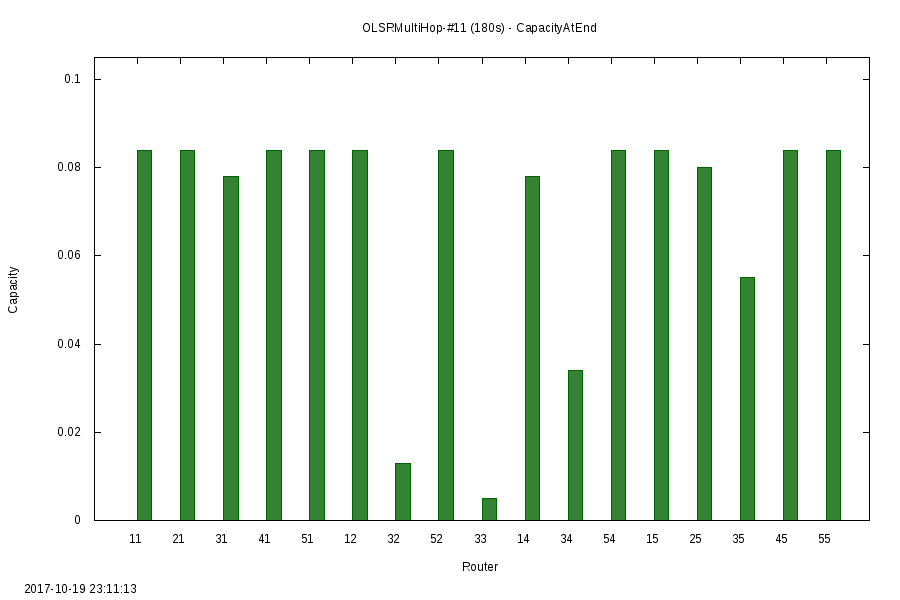 OLSRMultiHop-#11 (180s) - CapacityAtEnd
0.1
0.08
0.06
0.04
0.02
0
Capacity
11 21 31 41 51 12 32 52 33 14 34 54 15 25 35 45 55
Router
2017-10-19 23:11:13